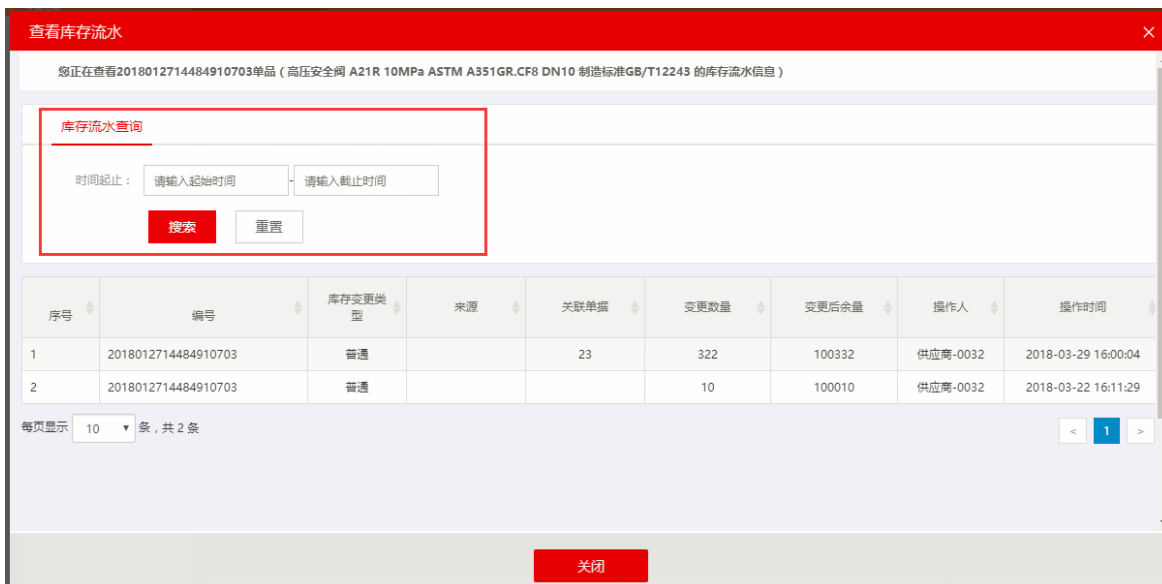 查看库存流水
×
您正在查看2018012714484910703单品 ( 高压安全阀 A21R 10MPa ASTM A351GR.CF8 DN10 制造标准GB/T12243 的库存流水信息 )
库存流水查询
时间起止： 请输入起始时间 - 请输入截止时间
搜索 重置
序号 编号 库存变更类型 来源 关联单据 变更数量 变更后余量 操作人 操作时间
1 2018012714484910703 普通 23 322 100332 供应商-0032 2018-03-29 16:00:04
2 2018012714484910703 普通 10 100010 供应商-0032 2018-03-22 16:11:29
每页显示 10 条 , 共 2 条 < 1 >
关闭